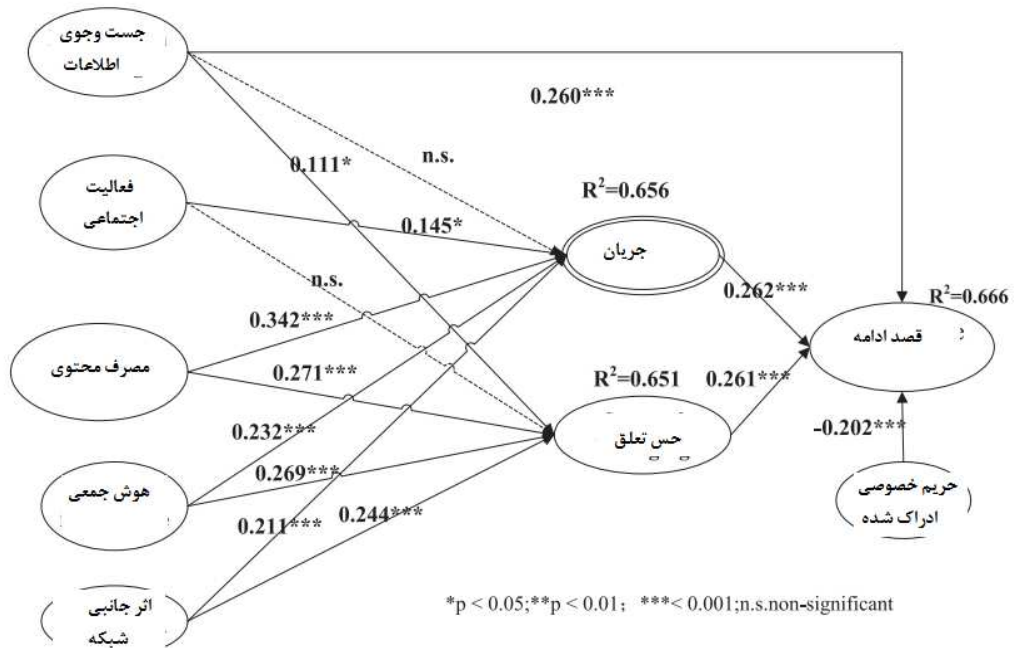 جست وجوی
اطلاعات
0.260***
n.s.
0.111*
R²=0.656
فعالیت
اجتماعی
0.145*
جریان
n.s.
0.262***
R²=0.666
0.342***
قصد ادامه
مصرف محتوی
0.271***
R²=0.651
0.261***
-0.202***
0.232***
حس تعلق
0.269***
هوش جمعی
حریم خصوصی
ادراک شده
0.211***
0.244***
اثر جانبی
شبکه
*p < 0.05;**p < 0.01; ***< 0.001;n.s.non-significant